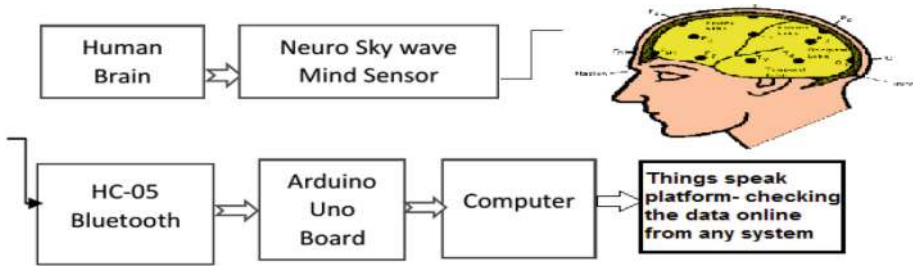 Human
Brain
Neuro Sky wave
Mind Sensor
HC-05
Bluetooth
Arduino
Uno
Board
Computer
Things speak
platform- checking
the data online
from any system